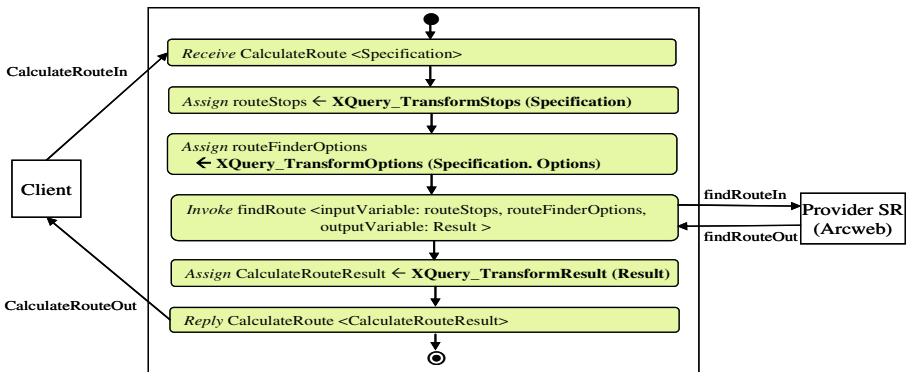 Receive CalculateRoute <Specification>
CalculateRouteIn
Assign routeStops ← XQuery_TransformStops (Specification)
Assign routeFinderOptions
← XQuery_TransformOptions (Specification. Options)
Client
Invoke findRoute <inputVariable: routeStops, routeFinderOptions,
outputVariable: Result >
findRouteIn
Provider SR
(Arcweb)
findRouteOut
Assign CalculateRouteResult ← XQuery_TransformResult (Result)
CalculateRouteOut
Reply CalculateRoute <CalculateRouteResult>